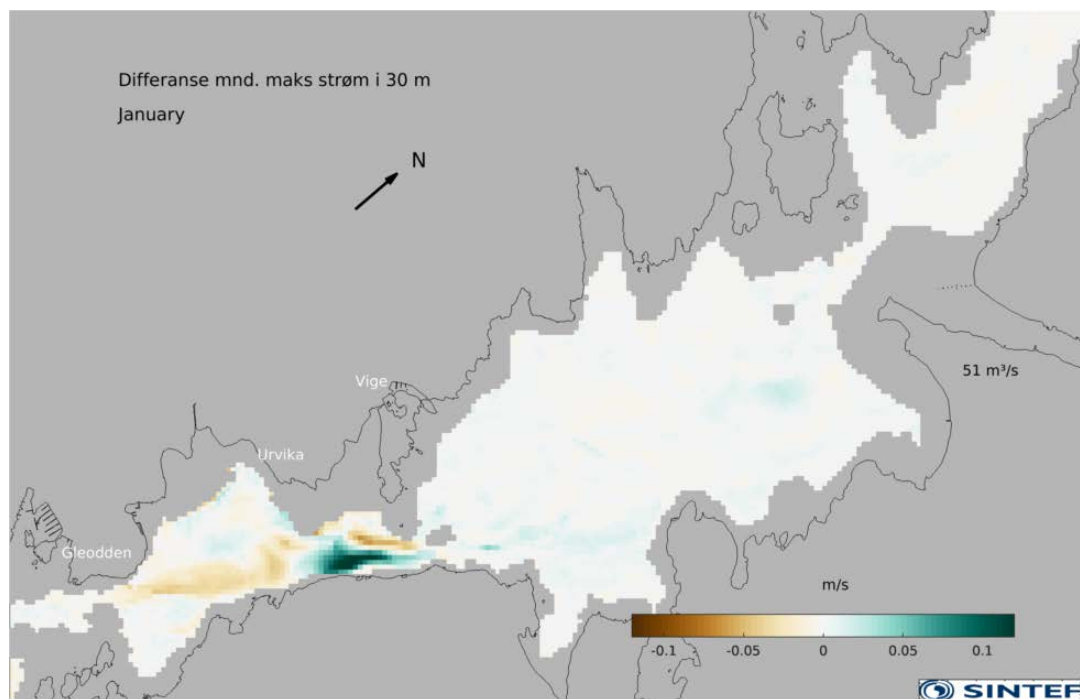 Differanse mnd. maks strøm i 30 m
January
N
Vige
51 m³/s
Urvika
Gleodden
m/s
-0.1 -0.05 0 0.05 0.1
SINTEF